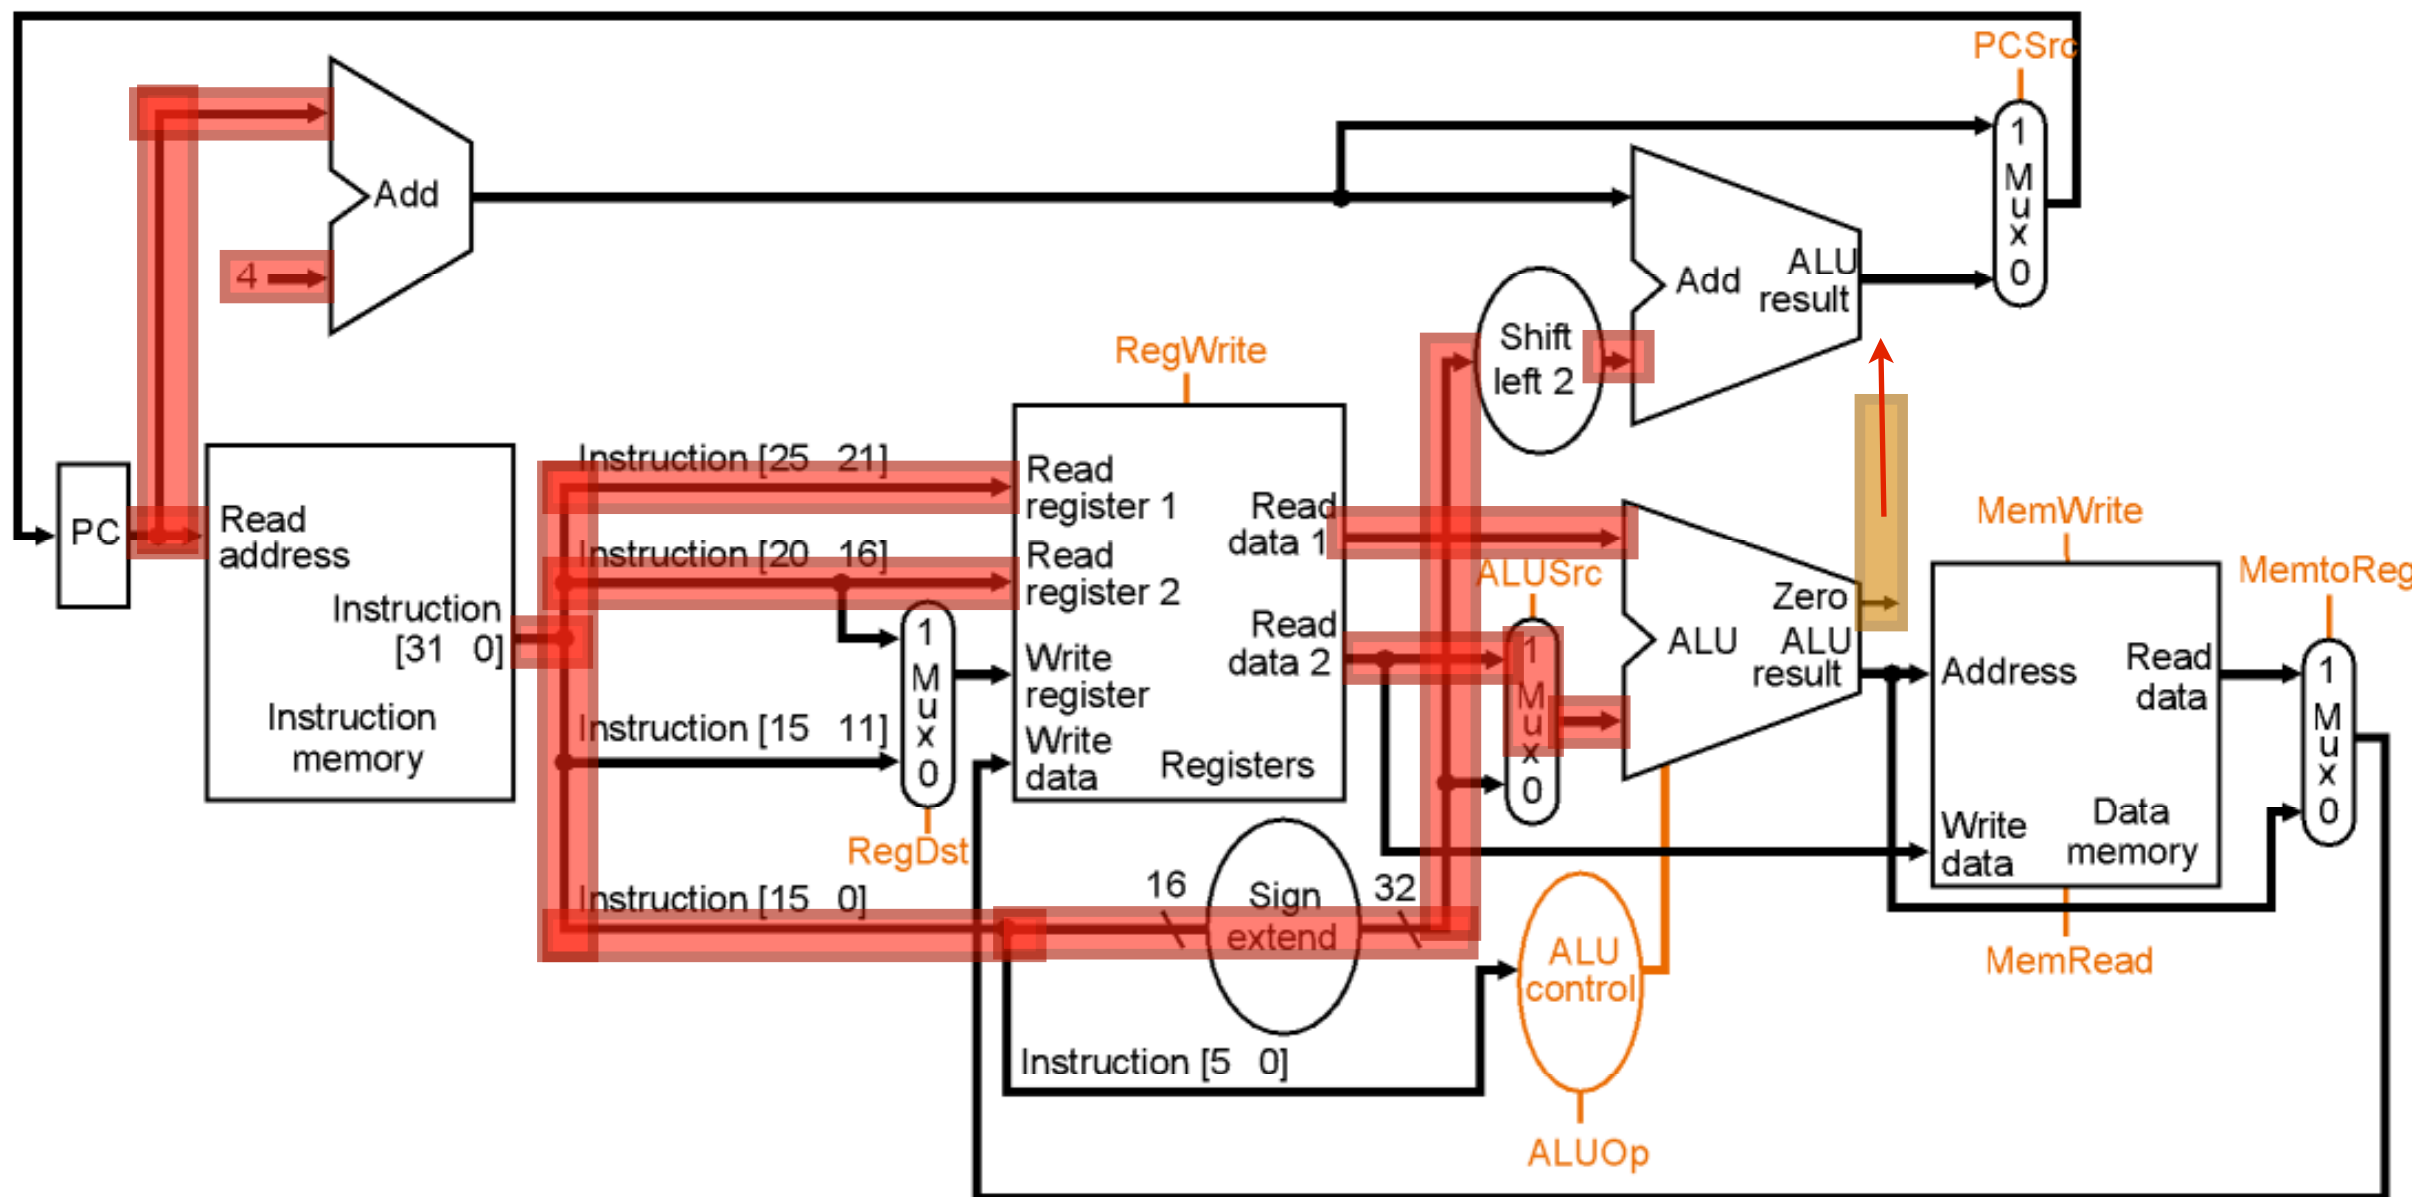 PCSrc
1
M
u
x
0
Add
4
Add
ALU
result
Shift
left 2
RegWrite
PC
Read
address
Instruction
[31 0]
Instruction
memory
Instruction [25 21]
Instruction [20 16]
Instruction [15 11]
Instruction [15 0]
1
M
u
x
0
RegDst
Read
register 1
Read
register 2
Write
register
Write
data
Registers
Read
data 1
Read
data 2
16
Sign
extend
32
Instruction [5 0]
ALUSrc
1
M
u
x
0
ALU
Zero
ALU
result
ALU
control
ALUOp
MemWrite
Address
Read
data
Write
data
Data
memory
MemRead
MemtoReg
1
M
u
x
0